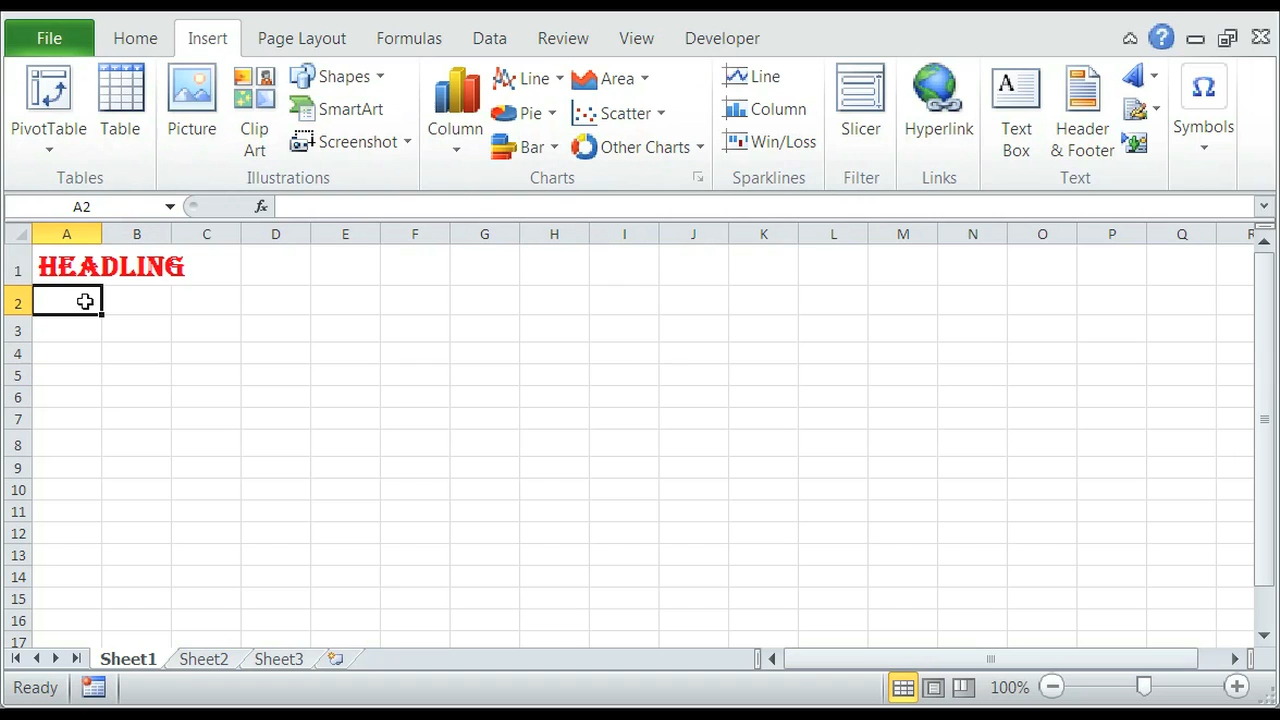 File Home Insert Page Layout Formulas Data Review View Developer
PivotTable Table Picture Clip Art Shapes SmartArt Screenshot Column Line Pie Bar Area Scatter Other Charts Line Column Win/Loss Slicer Hyperlink Text Box Header & Footer Symbols
Tables Illustrations Charts Sparklines Filter Links Text
A2 fx
A B C D E F G H I J K L M N O P Q R
1 HEADLING
2
3
4
5
6
7
8
9
10
11
12
13
14
15
16
17
Sheet1 Sheet2 Sheet3
Ready 100%